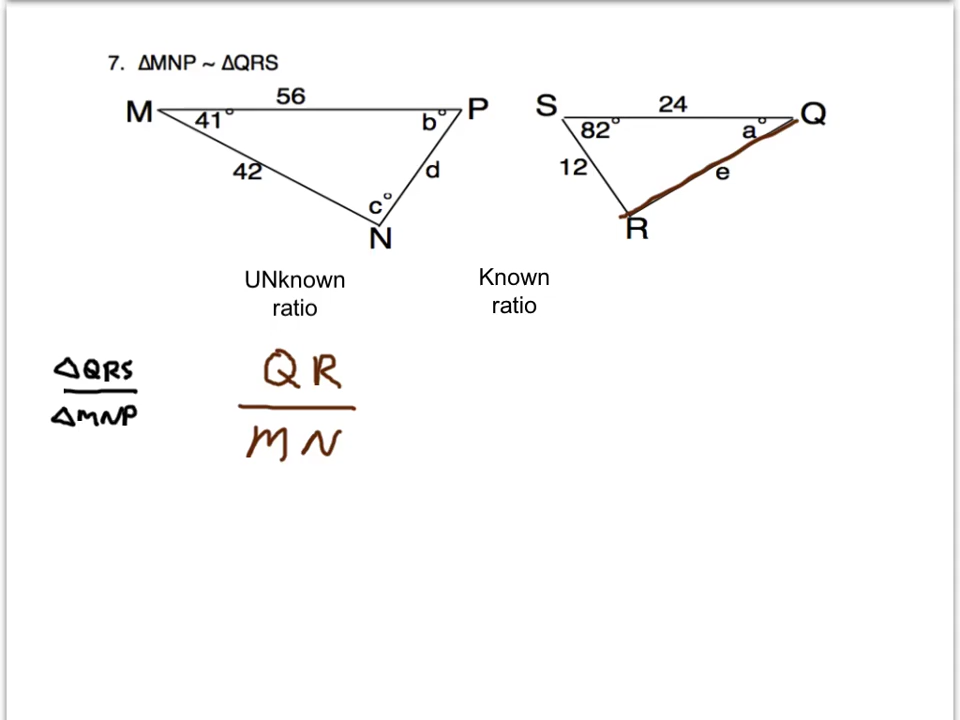 7. ΔMNP ~ ΔQRS
M 56 P
41° b°
42 d
c°
N
S 24 Q
82° a°
12 e
R
UNknown
ratio
Known
ratio
ΔQRS
ΔMNP
QR
MN